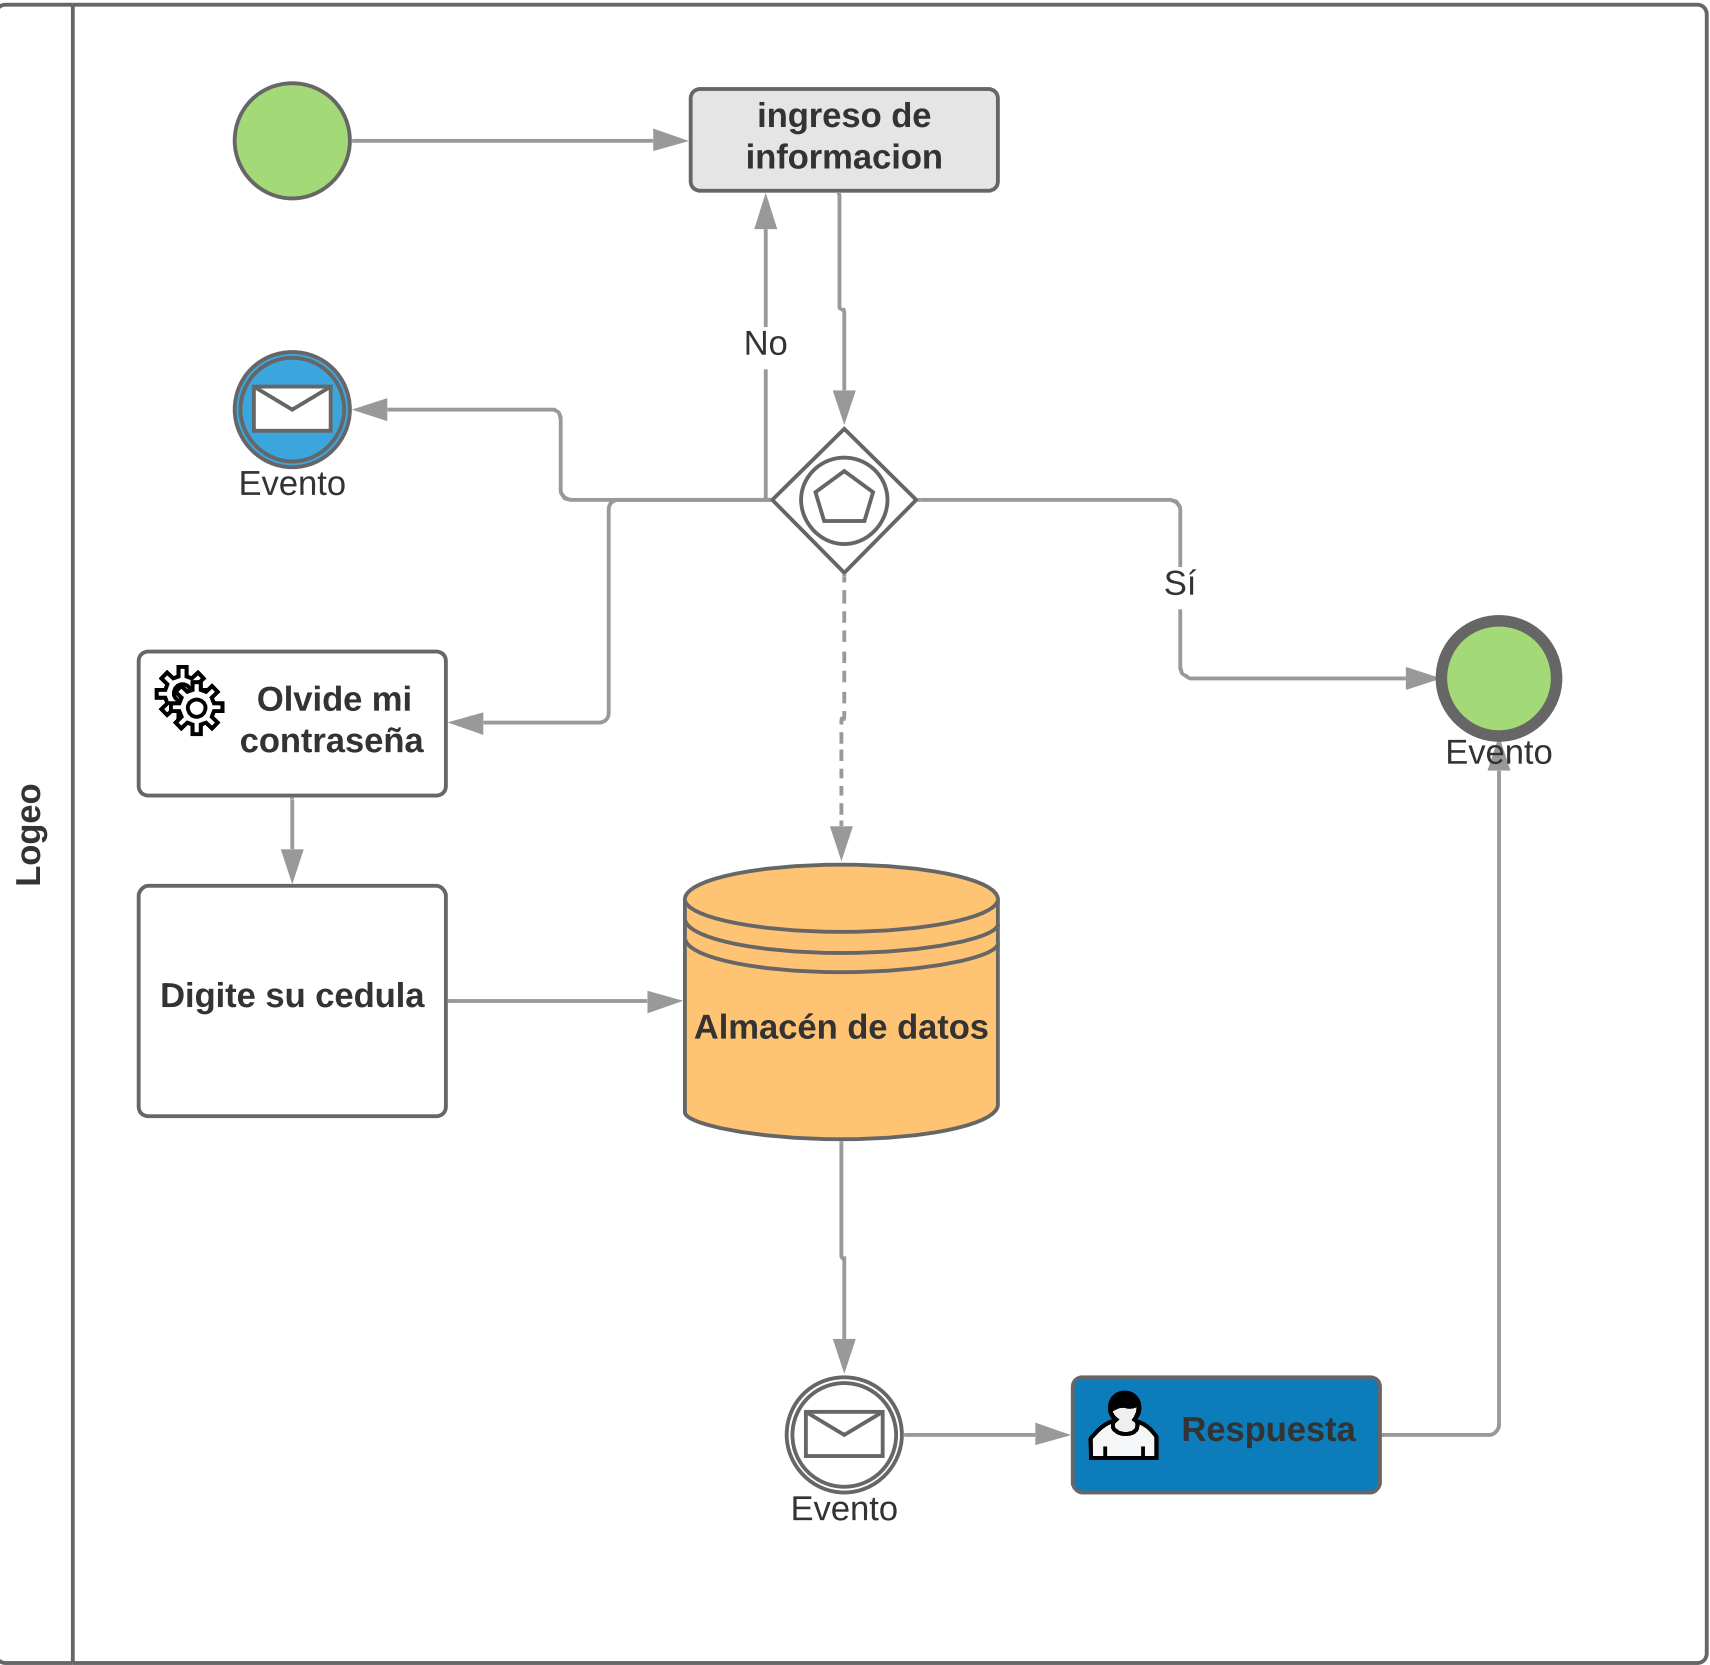 ingreso de
informacion
No
Evento
Sí
Olvide mi
contraseña
Evento
Logeo
Digite su cedula
Almacén de datos
Respuesta
Evento